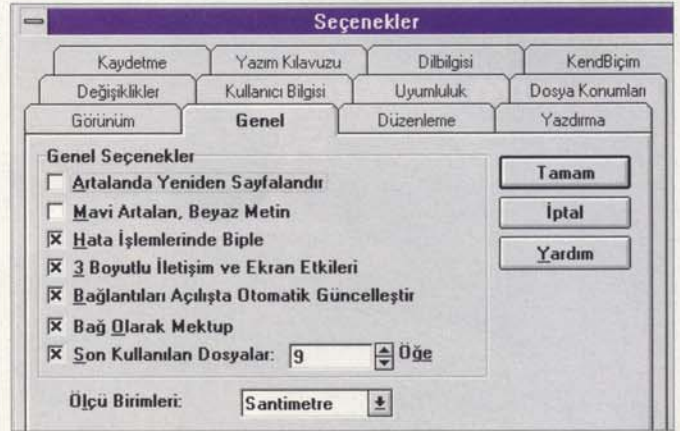 Seçenekler
Kaydetme Yazım Kılavuzu Dilbilgisi KendBiçim
Değişiklikler Kullanıcı Bilgisi Uyumluluk Dosya Konumları
Görünüm Genel Düzenleme Yazdırma
Genel Seçenekler
Artalanda Yeniden Sayfalandır
Mavi Artalan, Beyaz Metin
Hata İşlemlerinde Biple
3 Boyutlu İletişim ve Ekran Etkileri
Bağlantıları Açılışta Otomatik Güncelleştir
Bağ Olarak Mektup
Son Kullanılan Dosyalar: 9 Öğe
Ölçü Birimleri: Santimetre
Tamam
İptal
Yardım